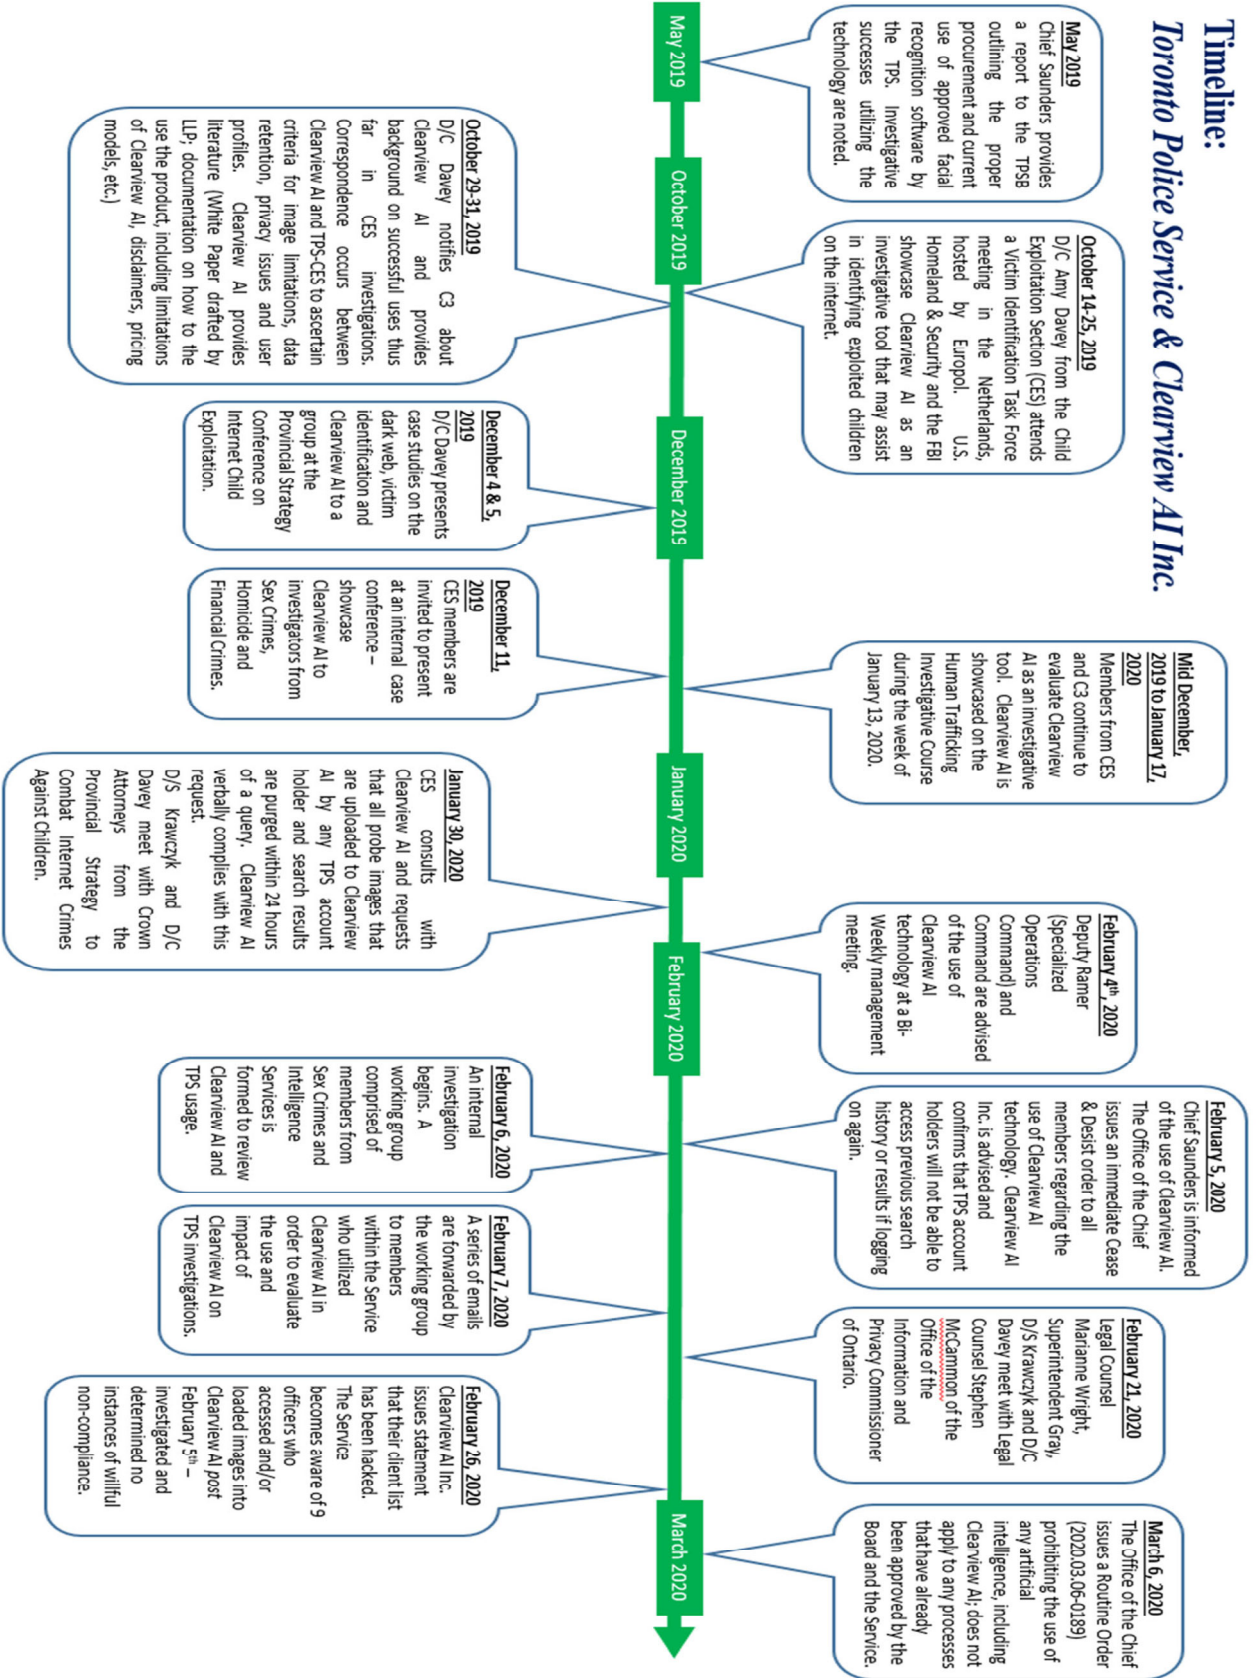 Timeline:
Toronto Police Service & Clearview AI Inc.
May 2019
Chief Saunders provides
a report to the TPSB
outlining the proper
procurement and current
use of approved facial
recognition software by
the TPS. Investigative
successes utilizing the
technology are noted.
October 14-25, 2019
D/C Amy Davey from the Child
Exploitation Section (CES) attends
a Victim Identification Task Force
meeting in the Netherlands,
hosted by Europol. U.S.
Homeland & Security and the FBI
showcase Clearview AI as an
investigative tool that may assist
in identifying exploited children
on the internet.
Mid December,
2019 to January 17,
2020
Members from CES
and C3 continue to
evaluate Clearview
AI as an investigative
tool. Clearview AI is
showcased on the
Human Trafficking
Investigative Course
during the week of
January 13, 2020.
February 4th, 2020
Deputy Ramer
(Specialized
Operations
Command) and
Command are advised
of the use of
Clearview AI
technology at a Bi-
Weekly management
meeting.
February 5, 2020
Chief Saunders is informed
of the use of Clearview AI.
The Office of the Chief
issues an immediate Cease
& Desist order to all
members regarding the
use of Clearview AI
technology. Clearview AI
Inc. is advised and
confirms that TPS account
holders will not be able to
access previous search
history or results if logging
on again.
February 21, 2020
Legal Counsel
Marianne Wright,
Superintendent Gray,
D/S Krawczyk and D/C
Davey meet with Legal
Counsel Stephen
McCammon of the
Office of the
Information and
Privacy Commissioner
of Ontario.
March 6, 2020
The Office of the Chief
issues a Routine Order
(2020.03.06-0189)
prohibiting the use of
any artificial
intelligence, including
Clearview AI; does not
apply to any processes
that have already
been approved by the
Board and the Service.
May 2019
October 2019
December 2019
January 2020
February 2020
March 2020
October 29-31, 2019
D/C Davey notifies C3 about
Clearview AI and provides
background on successful uses thus
far in CES investigations.
Correspondence occurs between
Clearview AI and TPS-CES to ascertain
criteria for image limitations, data
retention, privacy issues and user
profiles. Clearview AI provides
literature (White Paper drafted by
LLP; documentation on how to the
use the product, including limitations
of Clearview AI, disclaimers, pricing
models, etc.)
December 4 & 5,
2019
D/C Davey presents
case studies on the
dark web, victim
identification and
Clearview AI to a
group at the
Provincial Strategy
Conference on
Internet Child
Exploitation.
December 11,
2019
CES members are
invited to present
at an internal case
conference –
showcase
Clearview AI to
investigators from
Sex Crimes,
Homicide and
Financial Crimes.
January 30, 2020
CES consults with
Clearview AI and requests
that all probe images that
are uploaded to Clearview
AI by any TPS account
holder and search results
are purged within 24 hours
of a query. Clearview AI
verbally complies with this
request.
D/S Krawczyk and D/C
Davey meet with Crown
Attorneys from the
Provincial Strategy to
Combat Internet Crimes
Against Children.
February 6, 2020
An internal
investigation
begins. A
working group
comprised of
members from
Sex Crimes and
Intelligence
Services is
formed to review
Clearview AI and
TPS usage.
February 7, 2020
A series of emails
are forwarded by
the working group
to members
within the Service
who utilized
Clearview AI in
order to evaluate
the use and
impact of
Clearview AI on
TPS investigations.
February 26, 2020
Clearview AI Inc.
issues statement
that their client list
has been hacked.
The Service
becomes aware of 9
officers who
accessed and/or
loaded images into
Clearview AI post
February 5th –
investigated and
determined no
instances of willful
non-compliance.